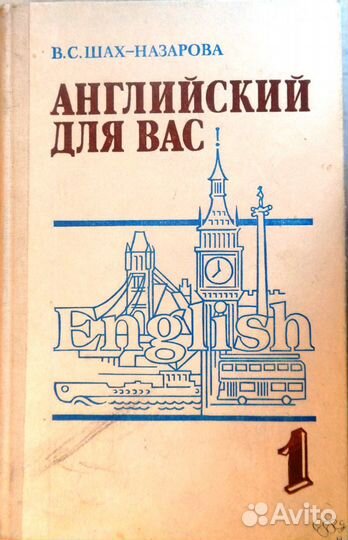 В.С.ШАХ-НАЗАРОВА
АНГЛИЙСКИЙ
ДЛЯ ВАС
English
1
Avito